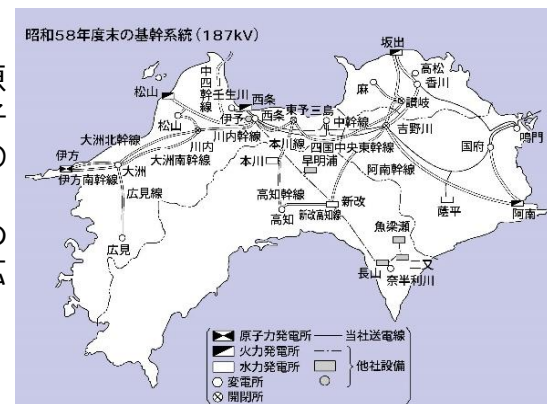 昭和58年度末の基幹系統(187kV)
坂出
高松
香川
麻
讃岐
中四幹線
壬生川
西条
松山
伊予
西条
東予
三島
中幹線
松山
川内幹線
本川線
四国中央東幹線
吉野川
国府
鳴門
大洲北幹線
川内
早明浦
伊方
大洲南幹線
本川
阿南幹線
大洲
伊方南幹線
広見線
高知幹線
新改
蔭平
阿南
高知
新改高知線
魚梁瀬
広見
長山
二又
奈半利川
原子力発電所
当社送電線
火力発電所
水力発電所
他社設備
変電所
開閉所